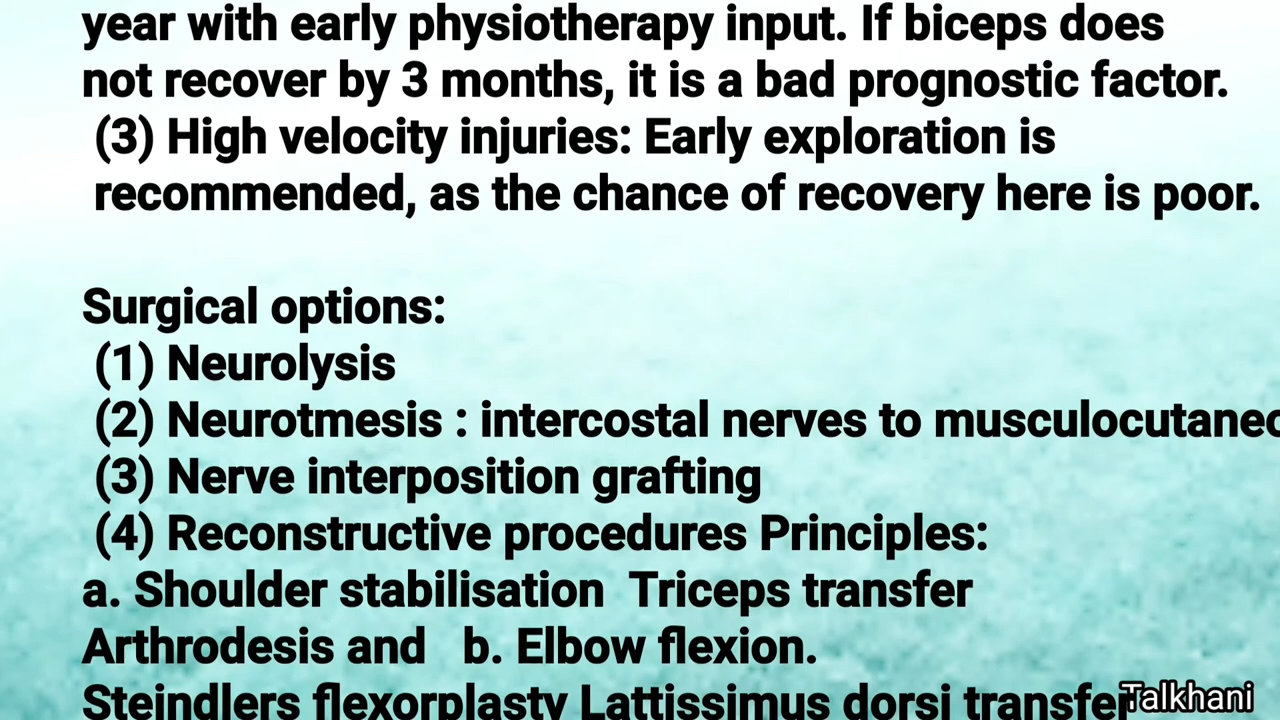 year with early physiotherapy input. If biceps does
not recover by 3 months, it is a bad prognostic factor.
(3) High velocity injuries: Early exploration is
recommended, as the chance of recovery here is poor.
Surgical options:
(1) Neurolysis
(2) Neurotmesis : intercostal nerves to
(3) Nerve interposition grafting
(4) Reconstructive procedures Principles:
a. Shoulder stabilisation Triceps transfer
Arthrodesis and b. Elbow flexion.
Steindlers flexorplasty Lattissimus dorsi transfer
Talkhani